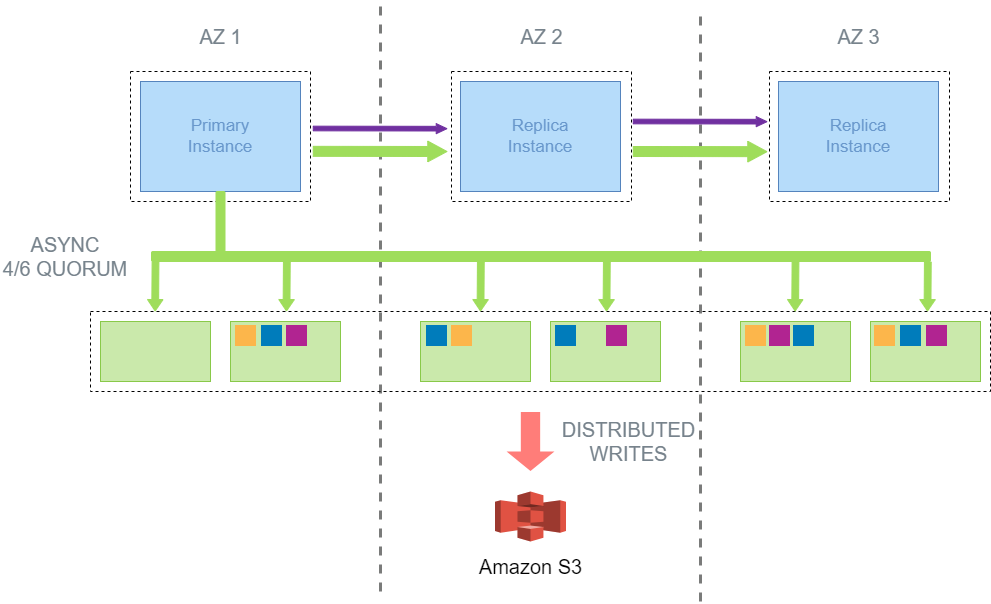 AZ 1
AZ 2
AZ 3
Primary
Instance
Replica
Instance
Replica
Instance
ASYNC
4/6 QUORUM
DISTRIBUTED
WRITES
Amazon S3